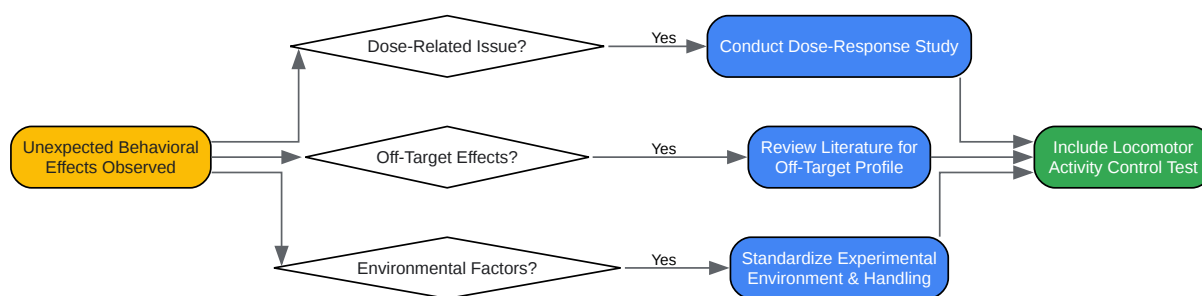 Dose-Related Issue?
Yes
Conduct Dose-Response Study
Unexpected Behavioral
Effects Observed
Off-Target Effects?
Yes
Review Literature for
Off-Target Profile
Include Locomotor
Activity Control Test
Environmental Factors?
Yes
Standardize Experimental
Environment & Handling